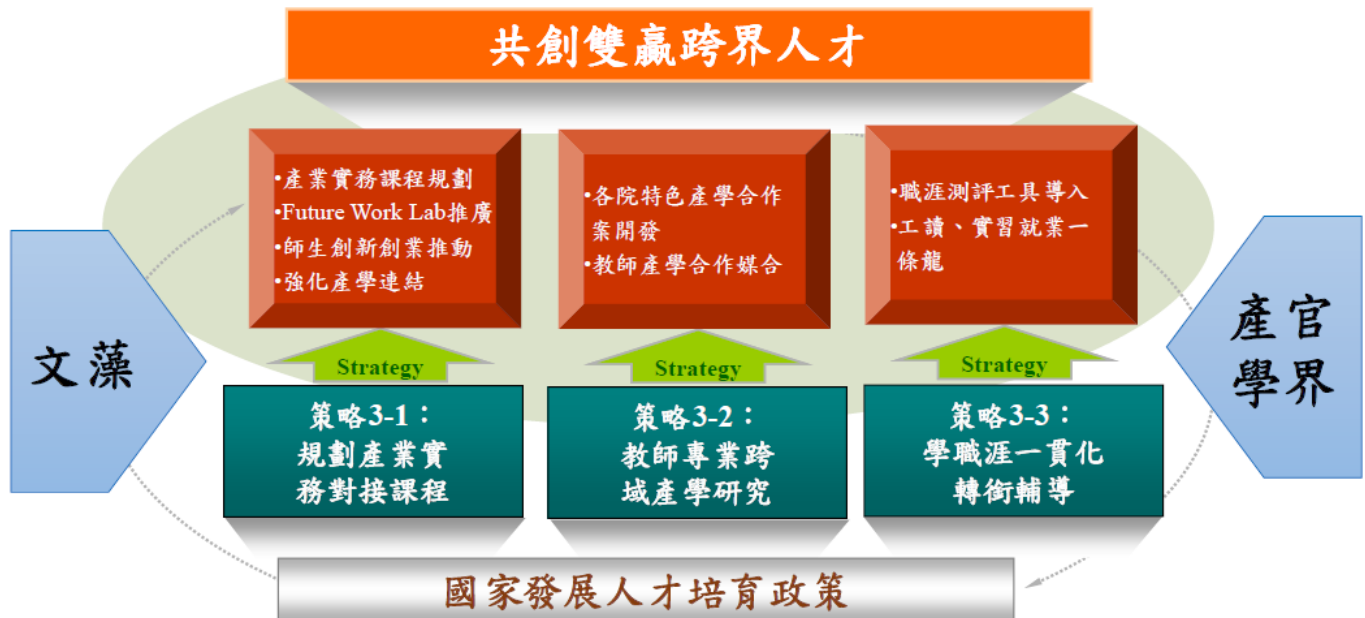 共創雙贏跨界人才
•產業實務課程規劃
•Future Work Lab推廣
•師生創新創業推動
•強化產學連結
•各院特色產學合作
案開發
•教師產學合作媒合
•職涯測評工具導入
•工讀、實習就業一
條龍
文藻
產官
學界
Strategy
Strategy
Strategy
策略3-1：
規劃產業實
務對接課程
策略3-2：
教師專業跨
域產學研究
策略3-3：
學職涯一貫化
轉銜輔導
國家發展人才培育政策